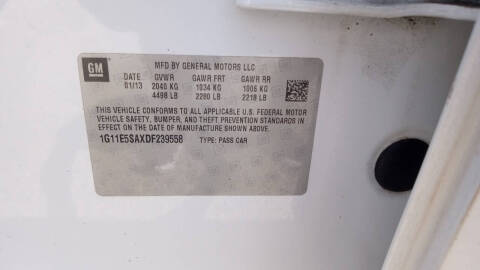 GM
MFD BY GENERAL MOTORS LLC
DATE GVWR GAWR FRT GAWR RR
01/13 2040 KG 1034 KG 1006 KG
4498 LB 2280 LB 2218 LB
THIS VEHICLE CONFORMS TO ALL APPLICABLE U.S. FEDERAL MOTOR
VEHICLE SAFETY, BUMPER, AND THEFT PREVENTION STANDARDS
IN EFFECT ON THE DATE OF MANUFACTURE SHOWN ABOVE.
1G11E5SAXDF239558 TYPE: PASS CAR